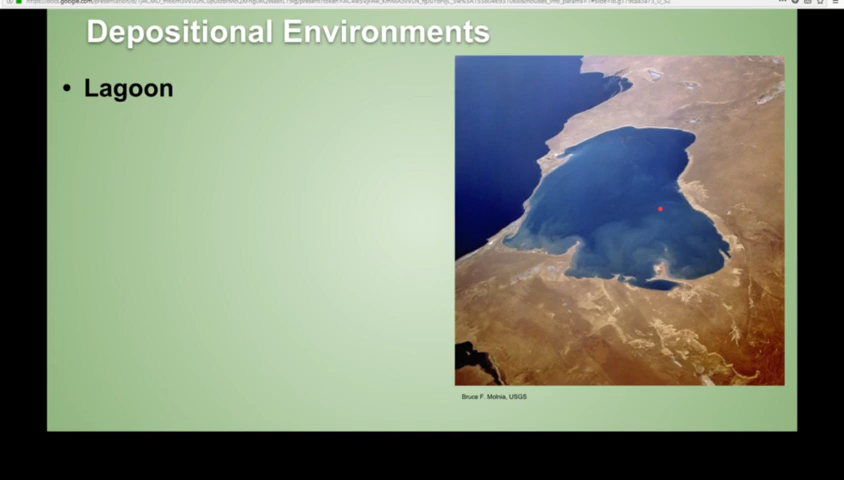 Depositional Environments
• Lagoon
Bruce F. Molnia, USGS